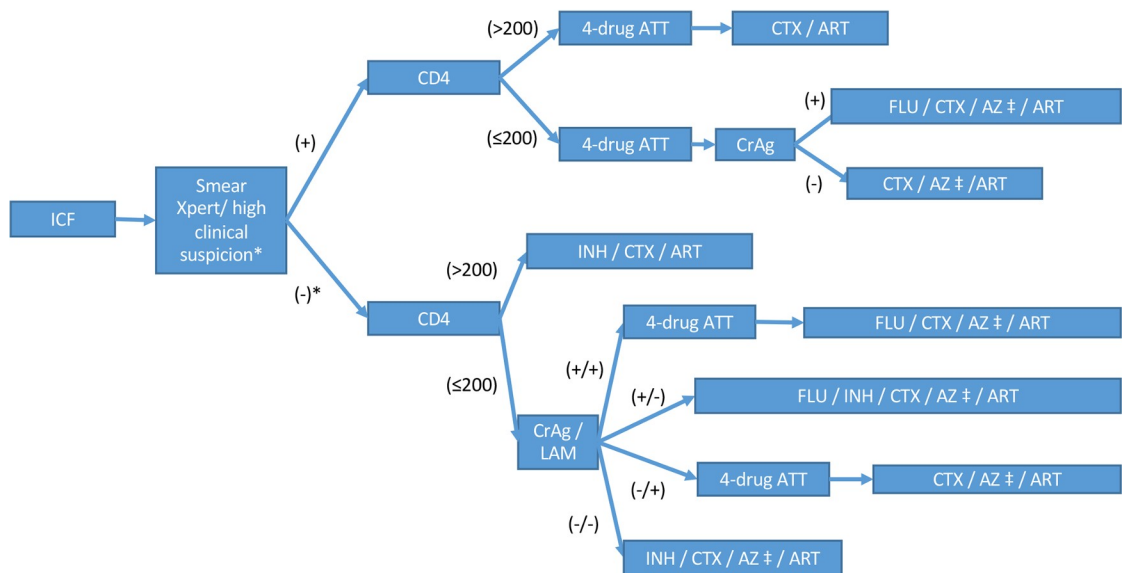 ICF
Smear
Xpert/ high
clinical
suspicion*
(+)
CD4
(>200)
4-drug ATT
CTX / ART
(≤200)
4-drug ATT
CrAg
(+)
FLU / CTX / AZ ‡ / ART
(-)
CTX / AZ ‡ /ART
(-)*
CD4
(>200)
INH / CTX / ART
(≤200)
CrAg /
LAM
(+/+)
4-drug ATT
FLU / CTX / AZ ‡ / ART
(+/-)
FLU / INH / CTX / AZ ‡ / ART
(-/+)
4-drug ATT
CTX / AZ ‡ / ART
(-/-)
INH / CTX / AZ ‡ / ART